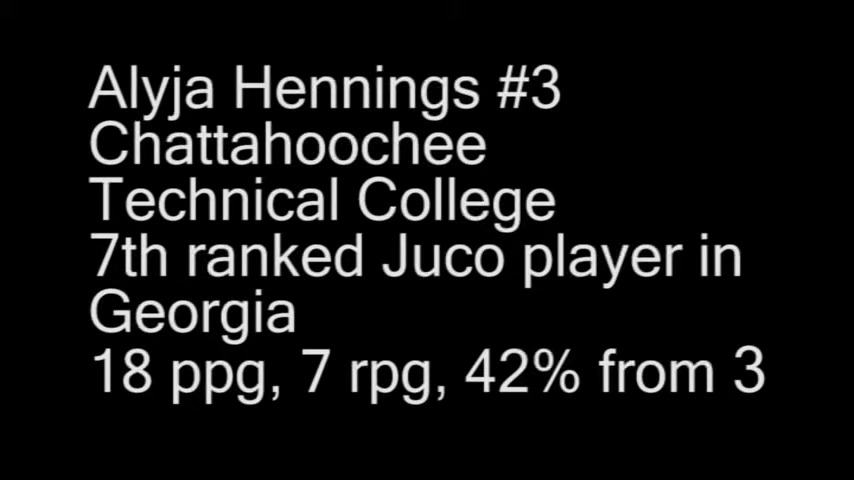 Alyja Hennings #3
Chattahoochee
Technical College
7th ranked Juco player in
Georgia
18 ppg, 7 rpg, 42% from 3